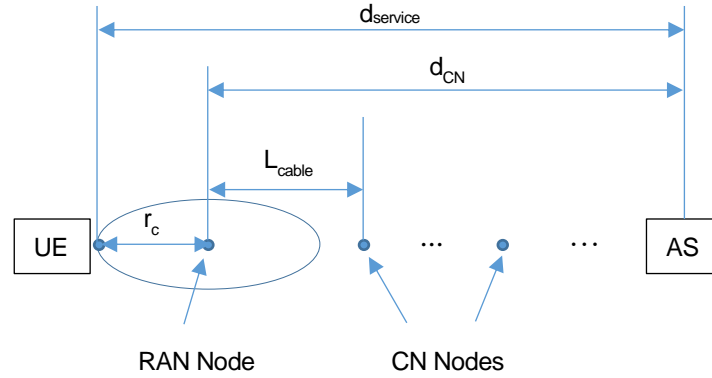 dservice
dCN
Lcable
rc
UE
...
...
AS
RAN Node
CN Nodes